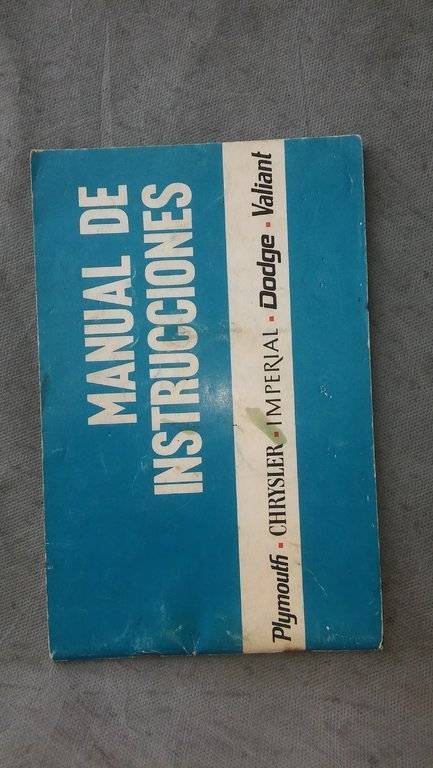 MANUAL DE
INSTRUCCIONES
Plymouth ▪ CHRYSLER ▪ IMPERIAL ▪ Dodge ▪ Valiant